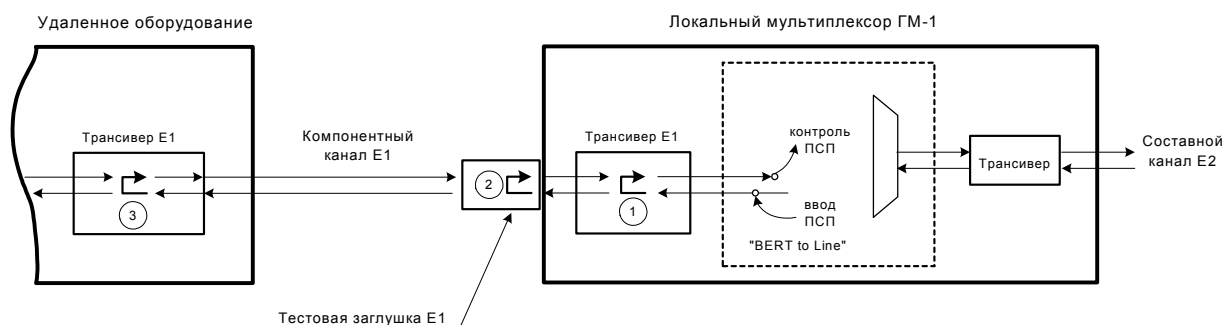 Удаленное оборудование
Локальный мультиплексор ГМ-1
Трансивер Е1
3
Компонентный
канал Е1
2
Тестовая заглушка Е1
Трансивер Е1
1
контроль
ПСП
ввод
ПСП
"BERT to Line"
Трансивер
Составной
канал Е2